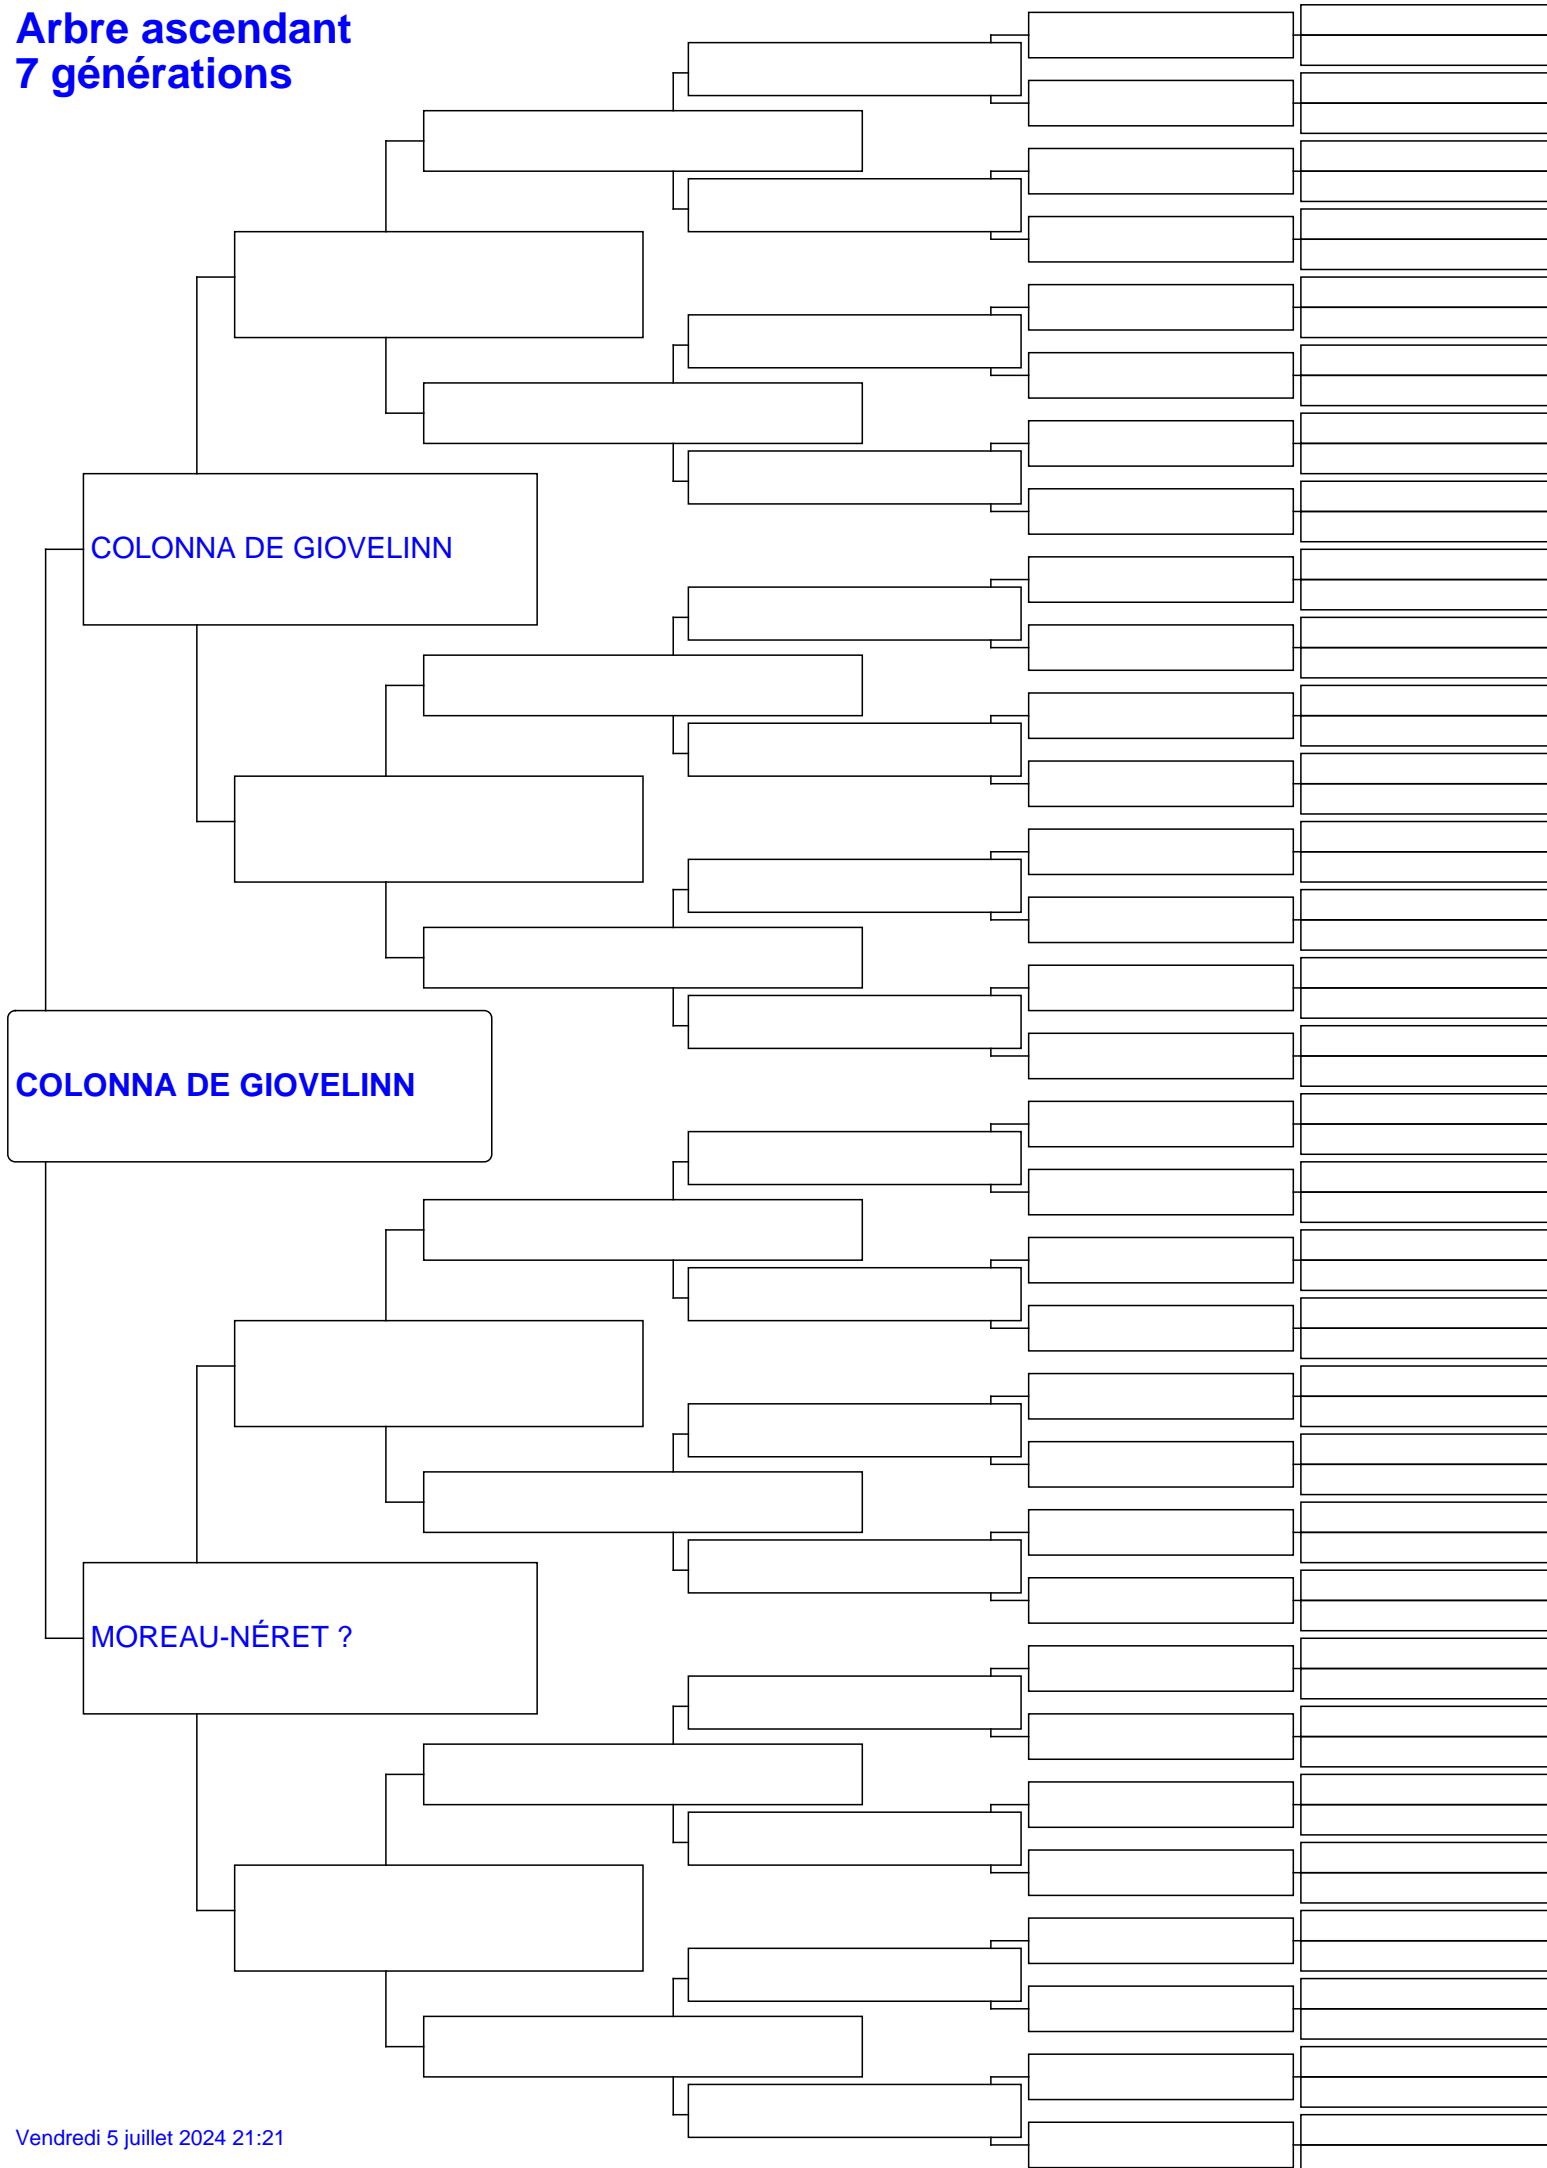 Arbre ascendant
7 générations
COLONNA DE GIOVELINN
COLONNA DE GIOVELINN
MOREAU-NÉRET ?
Vendredi 5 juillet 2024 21:21